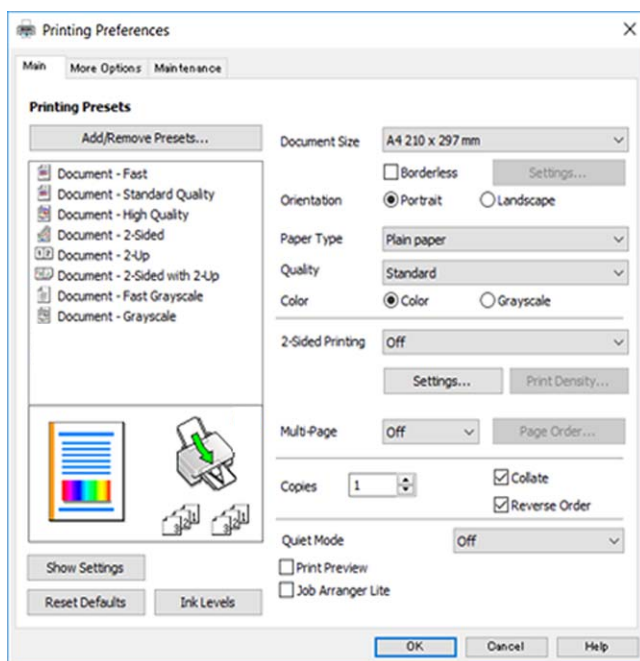 Printing Preferences
Main More Options Maintenance
Printing Presets
Add/Remove Presets...
Document - Fast
Document - Standard Quality
Document - High Quality
Document - 2-Sided
Document - 2-Up
Document - 2-Sided with 2-Up
Document - Fast Grayscale
Document - Grayscale
Show Settings
Reset Defaults Ink Levels
Document Size A4 210 x 297 mm
Borderless Settings...
Orientation Portrait Landscape
Paper Type Plain paper
Quality Standard
Color Color Grayscale
2-Sided Printing Off
Settings... Print Density...
Multi-Page Off Page Order...
Copies 1 Collate
Reverse Order
Quiet Mode Off
Print Preview
Job Arranger Lite
OK Cancel Help